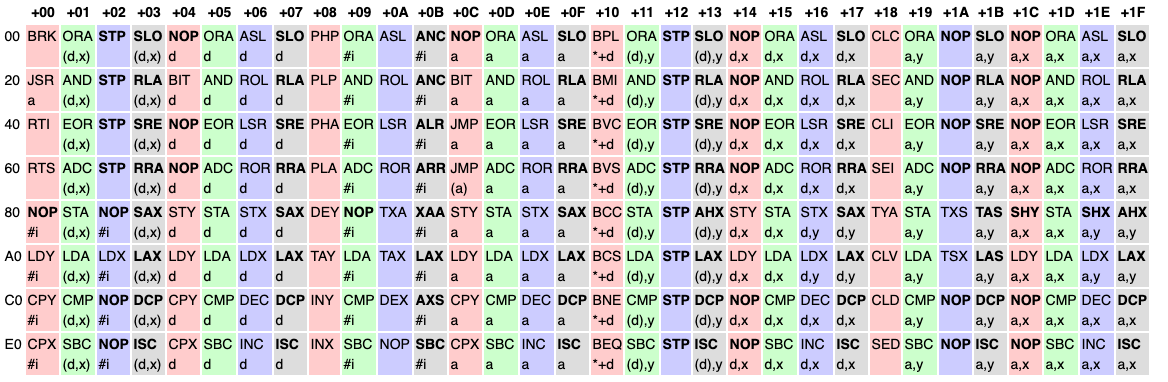 +00 +01 +02 +03 +04 +05 +06 +07 +08 +09 +0A +0B +0C +0D +0E +0F +10 +11 +12 +13 +14 +15 +16 +17 +18 +19 +1A +1B +1C +1D +1E +1F
00 BRK ORA STP SLO NOP ORA ASL SLO PHP ORA ASL ANC NOP ORA ASL SLO BPL ORA STP SLO NOP ORA ASL SLO CLC ORA NOP SLO NOP ORA ASL SLO
(d,x) (d,x) d d d d #i #i a a a a *+d (d),y (d),y d,x d,x d,x d,x a,y a,y a,x a,x a,x a,x
20 JSR AND STP RLA BIT AND ROL RLA PLP AND ROL ANC BIT AND ROL RLA BMI AND STP RLA NOP AND ROL RLA SEC AND NOP RLA NOP AND ROL RLA
a (d,x) (d,x) d d d d #i #i a a a a *+d (d),y (d),y d,x d,x d,x d,x a,y a,y a,x a,x a,x a,x
40 RTI EOR STP SRE NOP EOR LSR SRE PHA EOR LSR ALR JMP EOR LSR SRE BVC EOR STP SRE NOP EOR LSR SRE CLI EOR NOP SRE NOP EOR LSR SRE
(d,x) (d,x) d d d d #i #i a a a a *+d (d),y (d),y d,x d,x d,x d,x a,y a,y a,x a,x a,x a,x
60 RTS ADC STP RRA NOP ADC ROR RRA PLA ADC ROR ARR JMP ADC ROR RRA BVS ADC STP RRA NOP ADC ROR RRA SEI ADC NOP RRA NOP ADC ROR RRA
(d,x) (d,x) d d d d #i #i (a) a a a *+d (d),y (d),y d,x d,x d,x d,x a,y a,y a,x a,x a,x a,x
80 NOP STA NOP SAX STY STA STX SAX DEY NOP TXA XAA STY STA STX SAX BCC STA STP AHX STY STA STX SAX TYA STA TXS TAS SHY STA SHX AHX
#i (d,x) #i (d,x) d d d d #i #i a a a a *+d (d),y (d),y d,x d,x d,y d,y a,y a,y a,x a,x a,y a,y
A0 LDY LDA LDX LAX LDY LDA LDX LAX TAY LDA TAX LAX LDY LDA LDX LAX BCS LDA STP LAX LDY LDA LDX LAX CLV LDA TSX LAS LDY LDA LDX LAX
#i (d,x) #i (d,x) d d d d #i #i a a a a *+d (d),y (d),y d,x d,x d,y d,y a,y a,y a,x a,x a,y a,y
C0 CPY CMP NOP DCP CPY CMP DEC DCP INY CMP DEX AXS CPY CMP DEC DCP BNE CMP STP DCP NOP CMP DEC DCP CLD CMP NOP DCP NOP CMP DEC DCP
#i (d,x) #i (d,x) d d d d #i #i a a a a *+d (d),y (d),y d,x d,x d,x d,x a,y a,y a,x a,x a,x a,x
E0 CPX SBC NOP ISC CPX SBC INC ISC INX SBC NOP SBC CPX SBC INC ISC BEQ SBC STP ISC NOP SBC INC ISC SED SBC NOP ISC NOP SBC INC ISC
#i (d,x) #i (d,x) d d d d #i #i a a a a *+d (d),y (d),y d,x d,x d,x d,x a,y a,y a,x a,x a,x a,x